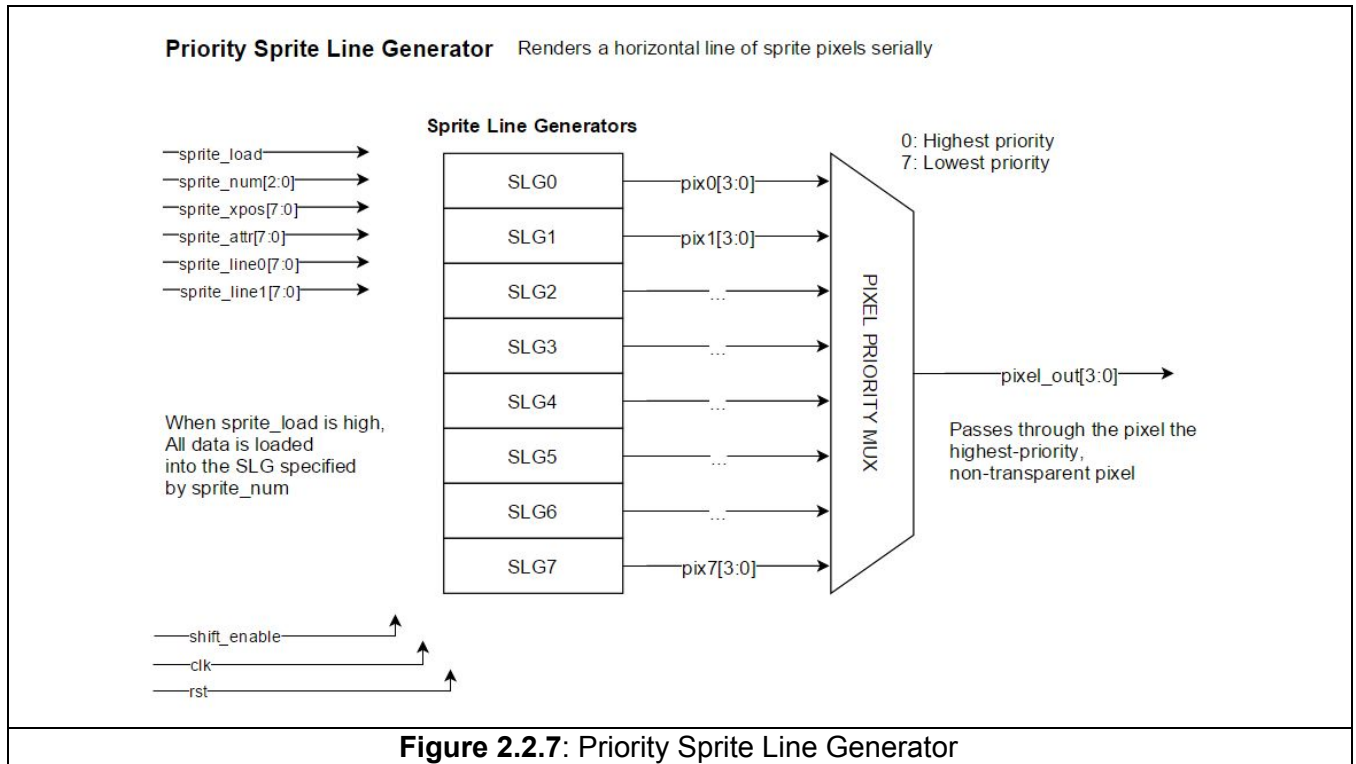 Priority Sprite Line Generator Renders a horizontal line of sprite pixels serially
Sprite Line Generators
sprite_load
sprite_num[2:0]
sprite_xpos[7:0]
sprite_attr[7:0]
sprite_line0[7:0]
sprite_line1[7:0]
When sprite_load is high,
All data is loaded
into the SLG specified
by sprite_num
shift_enable
clk
rst
SLG0
SLG1
SLG2
SLG3
SLG4
SLG5
SLG6
SLG7
pix0[3:0]
pix1[3:0]
...
...
...
...
...
pix7[3:0]
PIXEL PRIORITY MUX
0: Highest priority
7: Lowest priority
pixel_out[3:0]
Passes through the pixel the
highest-priority,
non-transparent pixel
Figure 2.2.7: Priority Sprite Line Generator